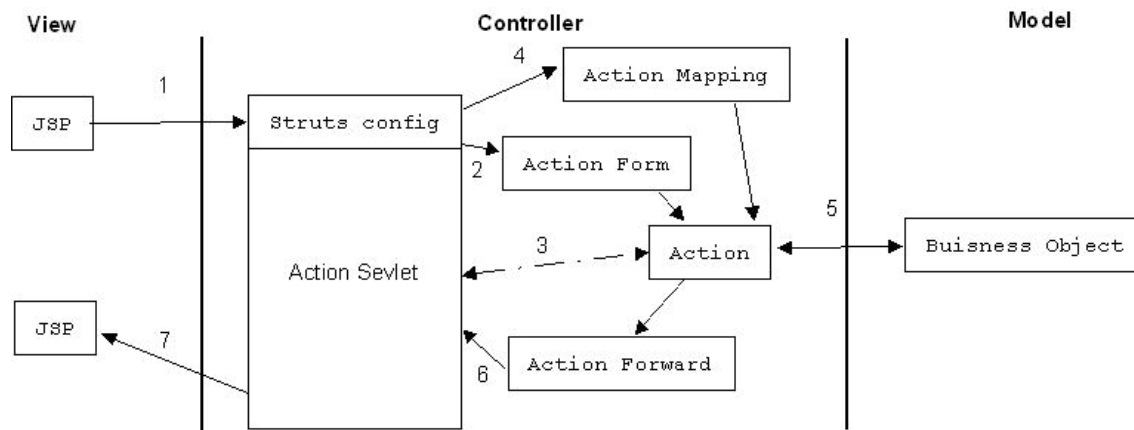 View
Controller
Model
1
4
Action Mapping
JSP
Struts config
2
Action Form
5
3
Action
Buisness Object
Action Sevlet
JSP
7
6
Action Forward